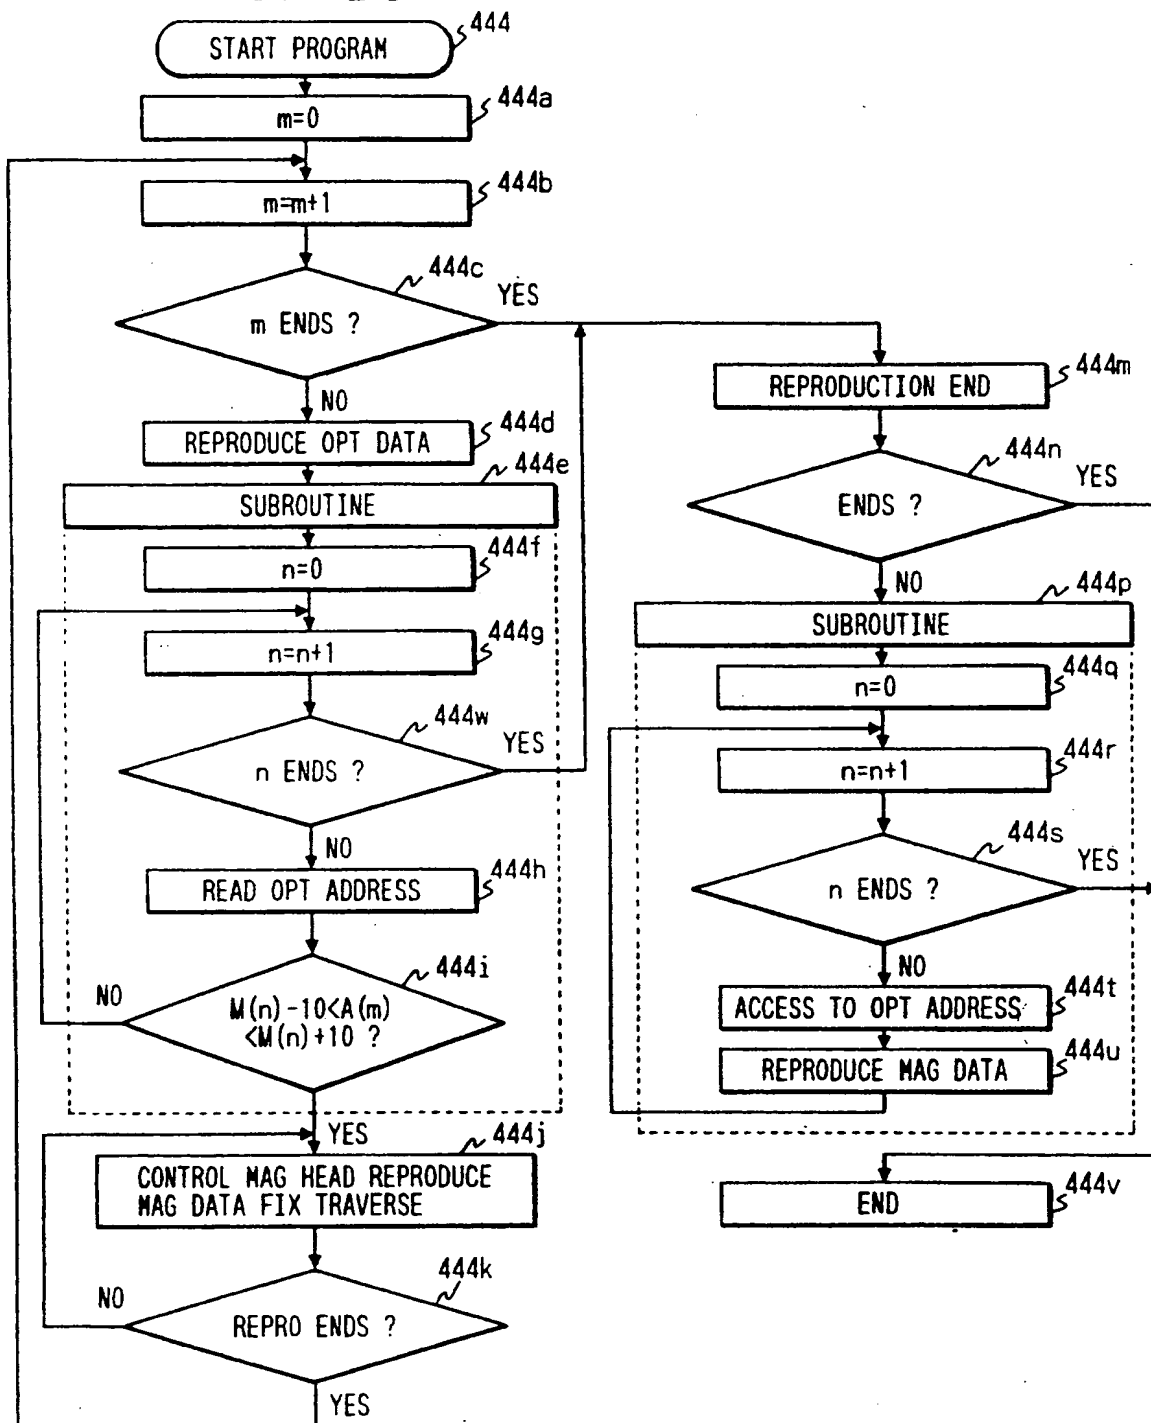 444
START PROGRAM
444a
m=0
444b
m=m+1
444c
YES
m ENDS ?
NO
444d
REPRODUCE OPT DATA
444e
SUBROUTINE
444f
n=0
444g
n=n+1
444w
YES
n ENDS ?
NO
444h
READ OPT ADDRESS
444i
NO
M(n)-10<A(m)
<M(n)+10 ?
YES
444j
CONTROL MAG HEAD REPRODUCE
MAG DATA FIX TRAVERSE
444k
NO
REPRO ENDS ?
YES
444m
REPRODUCTION END
444n
YES
ENDS ?
NO
444p
SUBROUTINE
444q
n=0
444r
n=n+1
444s
YES
n ENDS ?
NO
444t
ACCESS TO OPT ADDRESS
444u
REPRODUCE MAG DATA
444v
END